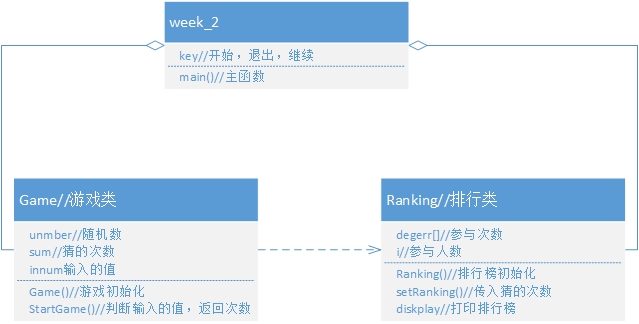 week_2
key//开始，退出，继续
main()//主函数
Game//游戏类
unmber//随机数
sum//猜的次数
innum输入的值
Game()//游戏初始化
StartGame()//判断输入的值，返回次数
Ranking//排行类
degerr[]//参与次数
i//参与人数
Ranking()//排行榜初始化
setRanking()//传入猜的次数
diskplay//打印排行榜